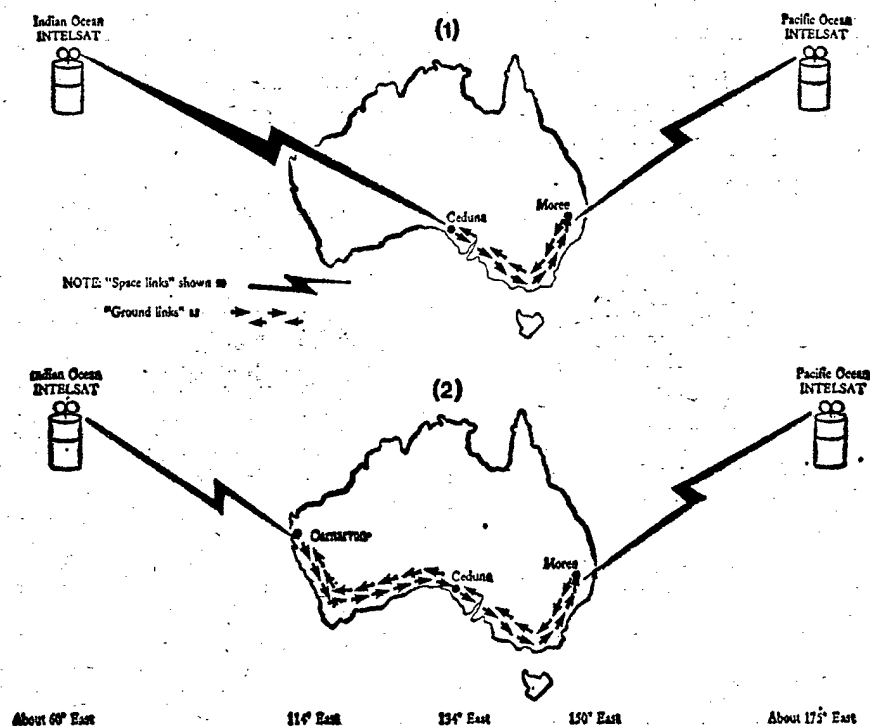 Indian Ocean
INTELSAT
(1)
Pacific Ocean
INTELSAT
Ceduna
Moree
NOTE: "Space links" shown as
"Ground links" as
Indian Ocean
INTELSAT
(2)
Pacific Ocean
INTELSAT
Carnarvon
Ceduna
Moree
About 60° East
114° East
134° East
150° East
About 175° East